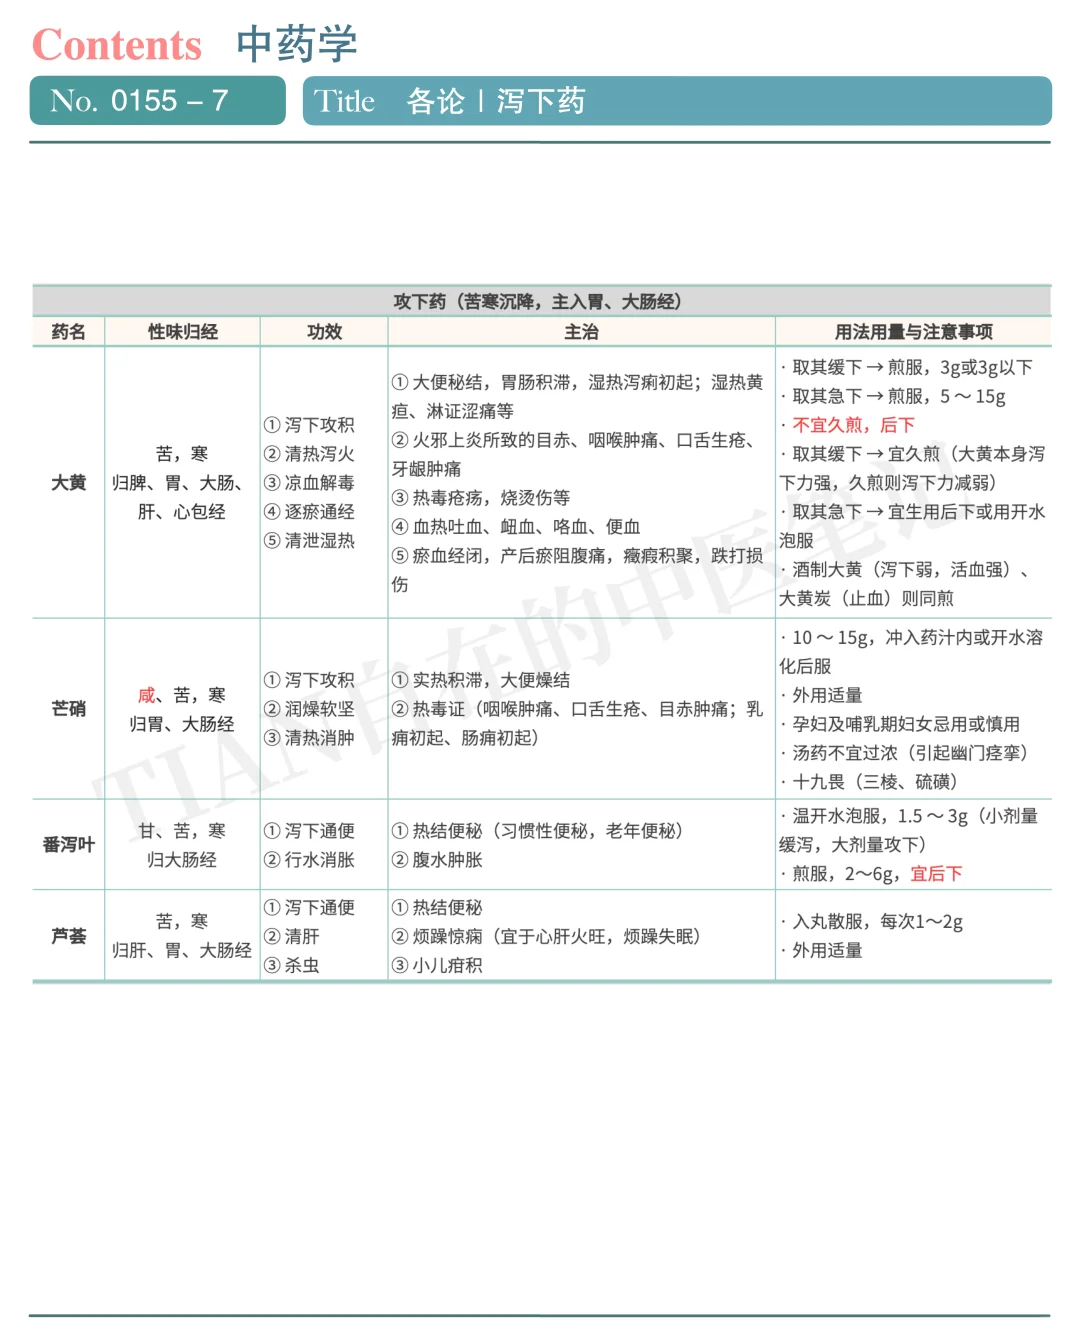 Contents 中药学
No. 0155 – 7
Title 各论 | 泻下药
攻下药（苦寒沉降，主入胃、大肠经）
药名 性味归经 功效 主治 用法用量与注意事项
大黄
苦，寒
归脾、胃、大肠、
肝、心包经
① 泻下攻积
② 清热泻火
③ 凉血解毒
④ 逐瘀通经
⑤ 清泄湿热
① 大便秘结，胃肠积滞，湿热泻痢初起；湿热黄
疸、淋证涩痛等
② 火邪上炎所致的目赤、咽喉肿痛、口舌生疮、
牙龈肿痛
③ 热毒疮疡，烧烫伤等
④ 血热吐血、衄血、咯血、便血
⑤ 瘀血经闭，产后瘀阻腹痛，癥瘕积聚，跌打损
伤
· 取其缓下 → 煎服，3g或3g以下
· 取其急下 → 煎服，5 ～ 15g
· 不宜久煎，后下
· 取其缓下 → 宜久煎（大黄本身泻
下力强，久煎则泻下力减弱）
· 取其急下 → 宜生用后下或用开水
泡服
· 酒制大黄（泻下弱，活血强）、
大黄炭（止血）则同煎
芒硝
咸、苦，寒
归胃、大肠经
① 泻下攻积
② 润燥软坚
③ 清热消肿
① 实热积滞，大便燥结
② 热毒证（咽喉肿痛、口舌生疮、目赤肿痛；乳
痈初起、肠痈初起）
· 10 ～ 15g，冲入药汁内或开水溶
化后服
· 外用适量
· 孕妇及哺乳期妇女忌用或慎用
· 汤药不宜过浓（引起幽门痉挛）
· 十九畏（三棱、硫磺）
番泻叶
甘、苦，寒
归大肠经
① 泻下通便
② 行水消胀
① 热结便秘（习惯性便秘，老年便秘）
② 腹水肿胀
· 温开水泡服，1.5 ～ 3g（小剂量
缓泻，大剂量攻下）
· 煎服，2～6g，宜后下
芦荟
苦，寒
归肝、胃、大肠经
① 泻下通便
② 清肝
③ 杀虫
① 热结便秘
② 烦躁惊痫（宜于心肝火旺，烦躁失眠）
③ 小儿疳积
· 入丸散服，每次1～2g
· 外用适量
TIAN自在的中医笔记